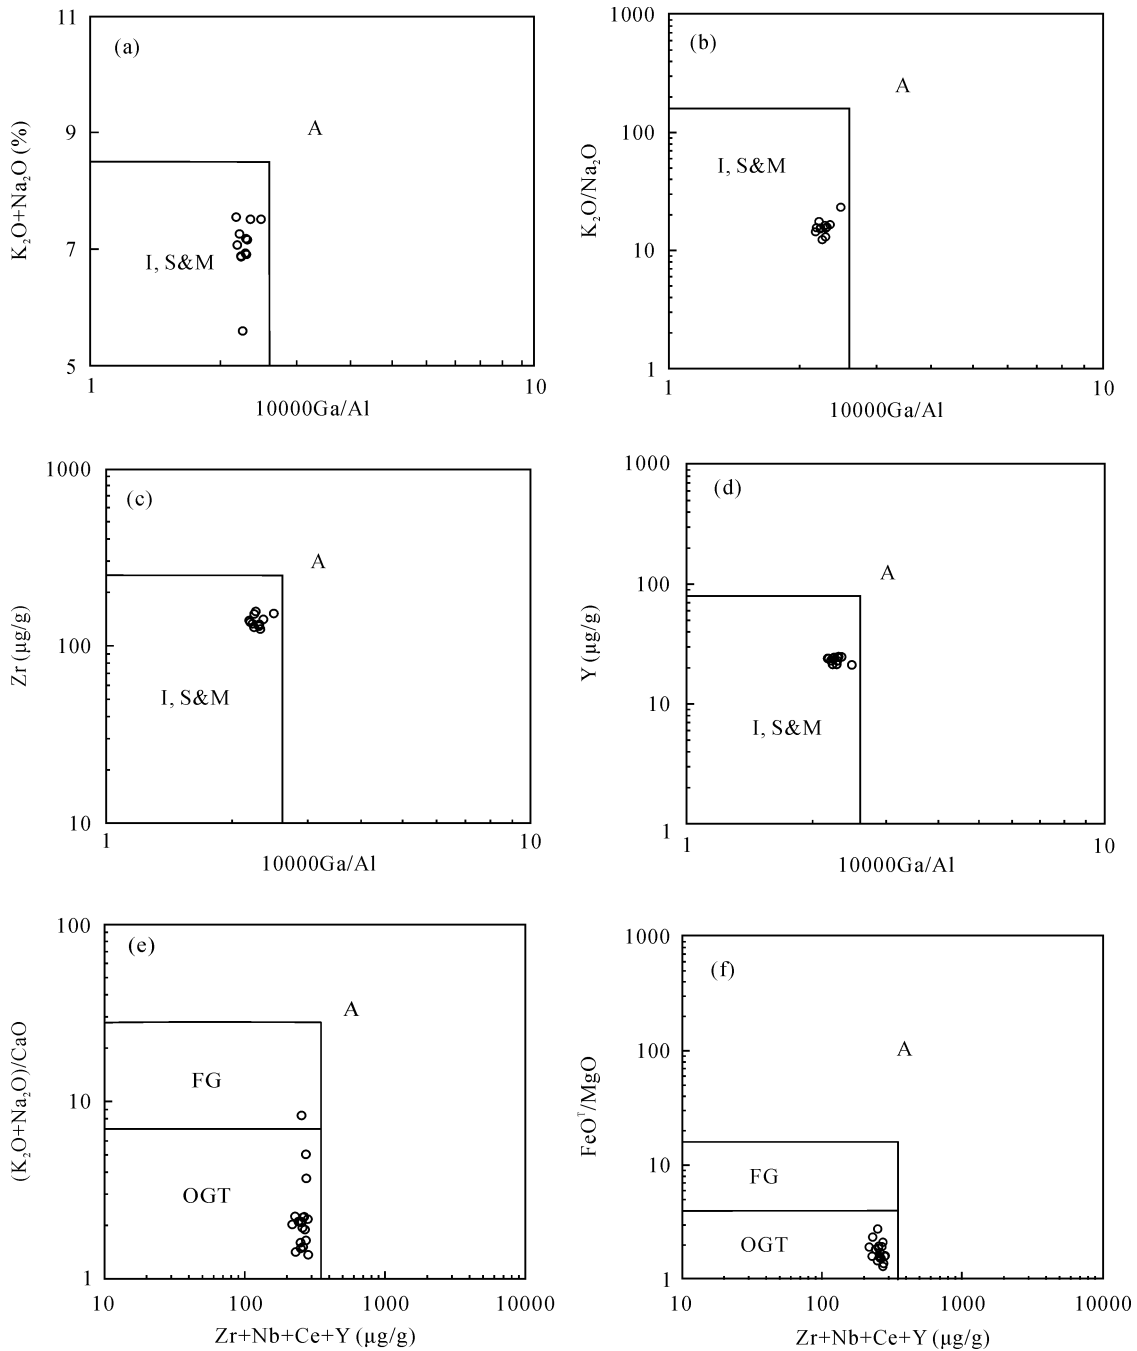 11
(a)
9
A
K₂O+Na₂O (%)
7
I, S&M
5
1
10
10000Ga/Al
1000
(b)
A
100
I, S&M
K₂O/Na₂O
10
1
1
10
10000Ga/Al
1000
(c)
A
Zr (μg/g)
100
I, S&M
10
1
10
10000Ga/Al
1000
(d)
A
100
Y (μg/g)
10
I, S&M
1
1
10
10000Ga/Al
100
(e)
A
(K₂O+Na₂O)/CaO
FG
10
OGT
1
10
100
1000
10000
Zr+Nb+Ce+Y (μg/g)
1000
(f)
A
100
FeOᵀ/MgO
10
FG
OGT
1
10
100
1000
10000
Zr+Nb+Ce+Y (μg/g)